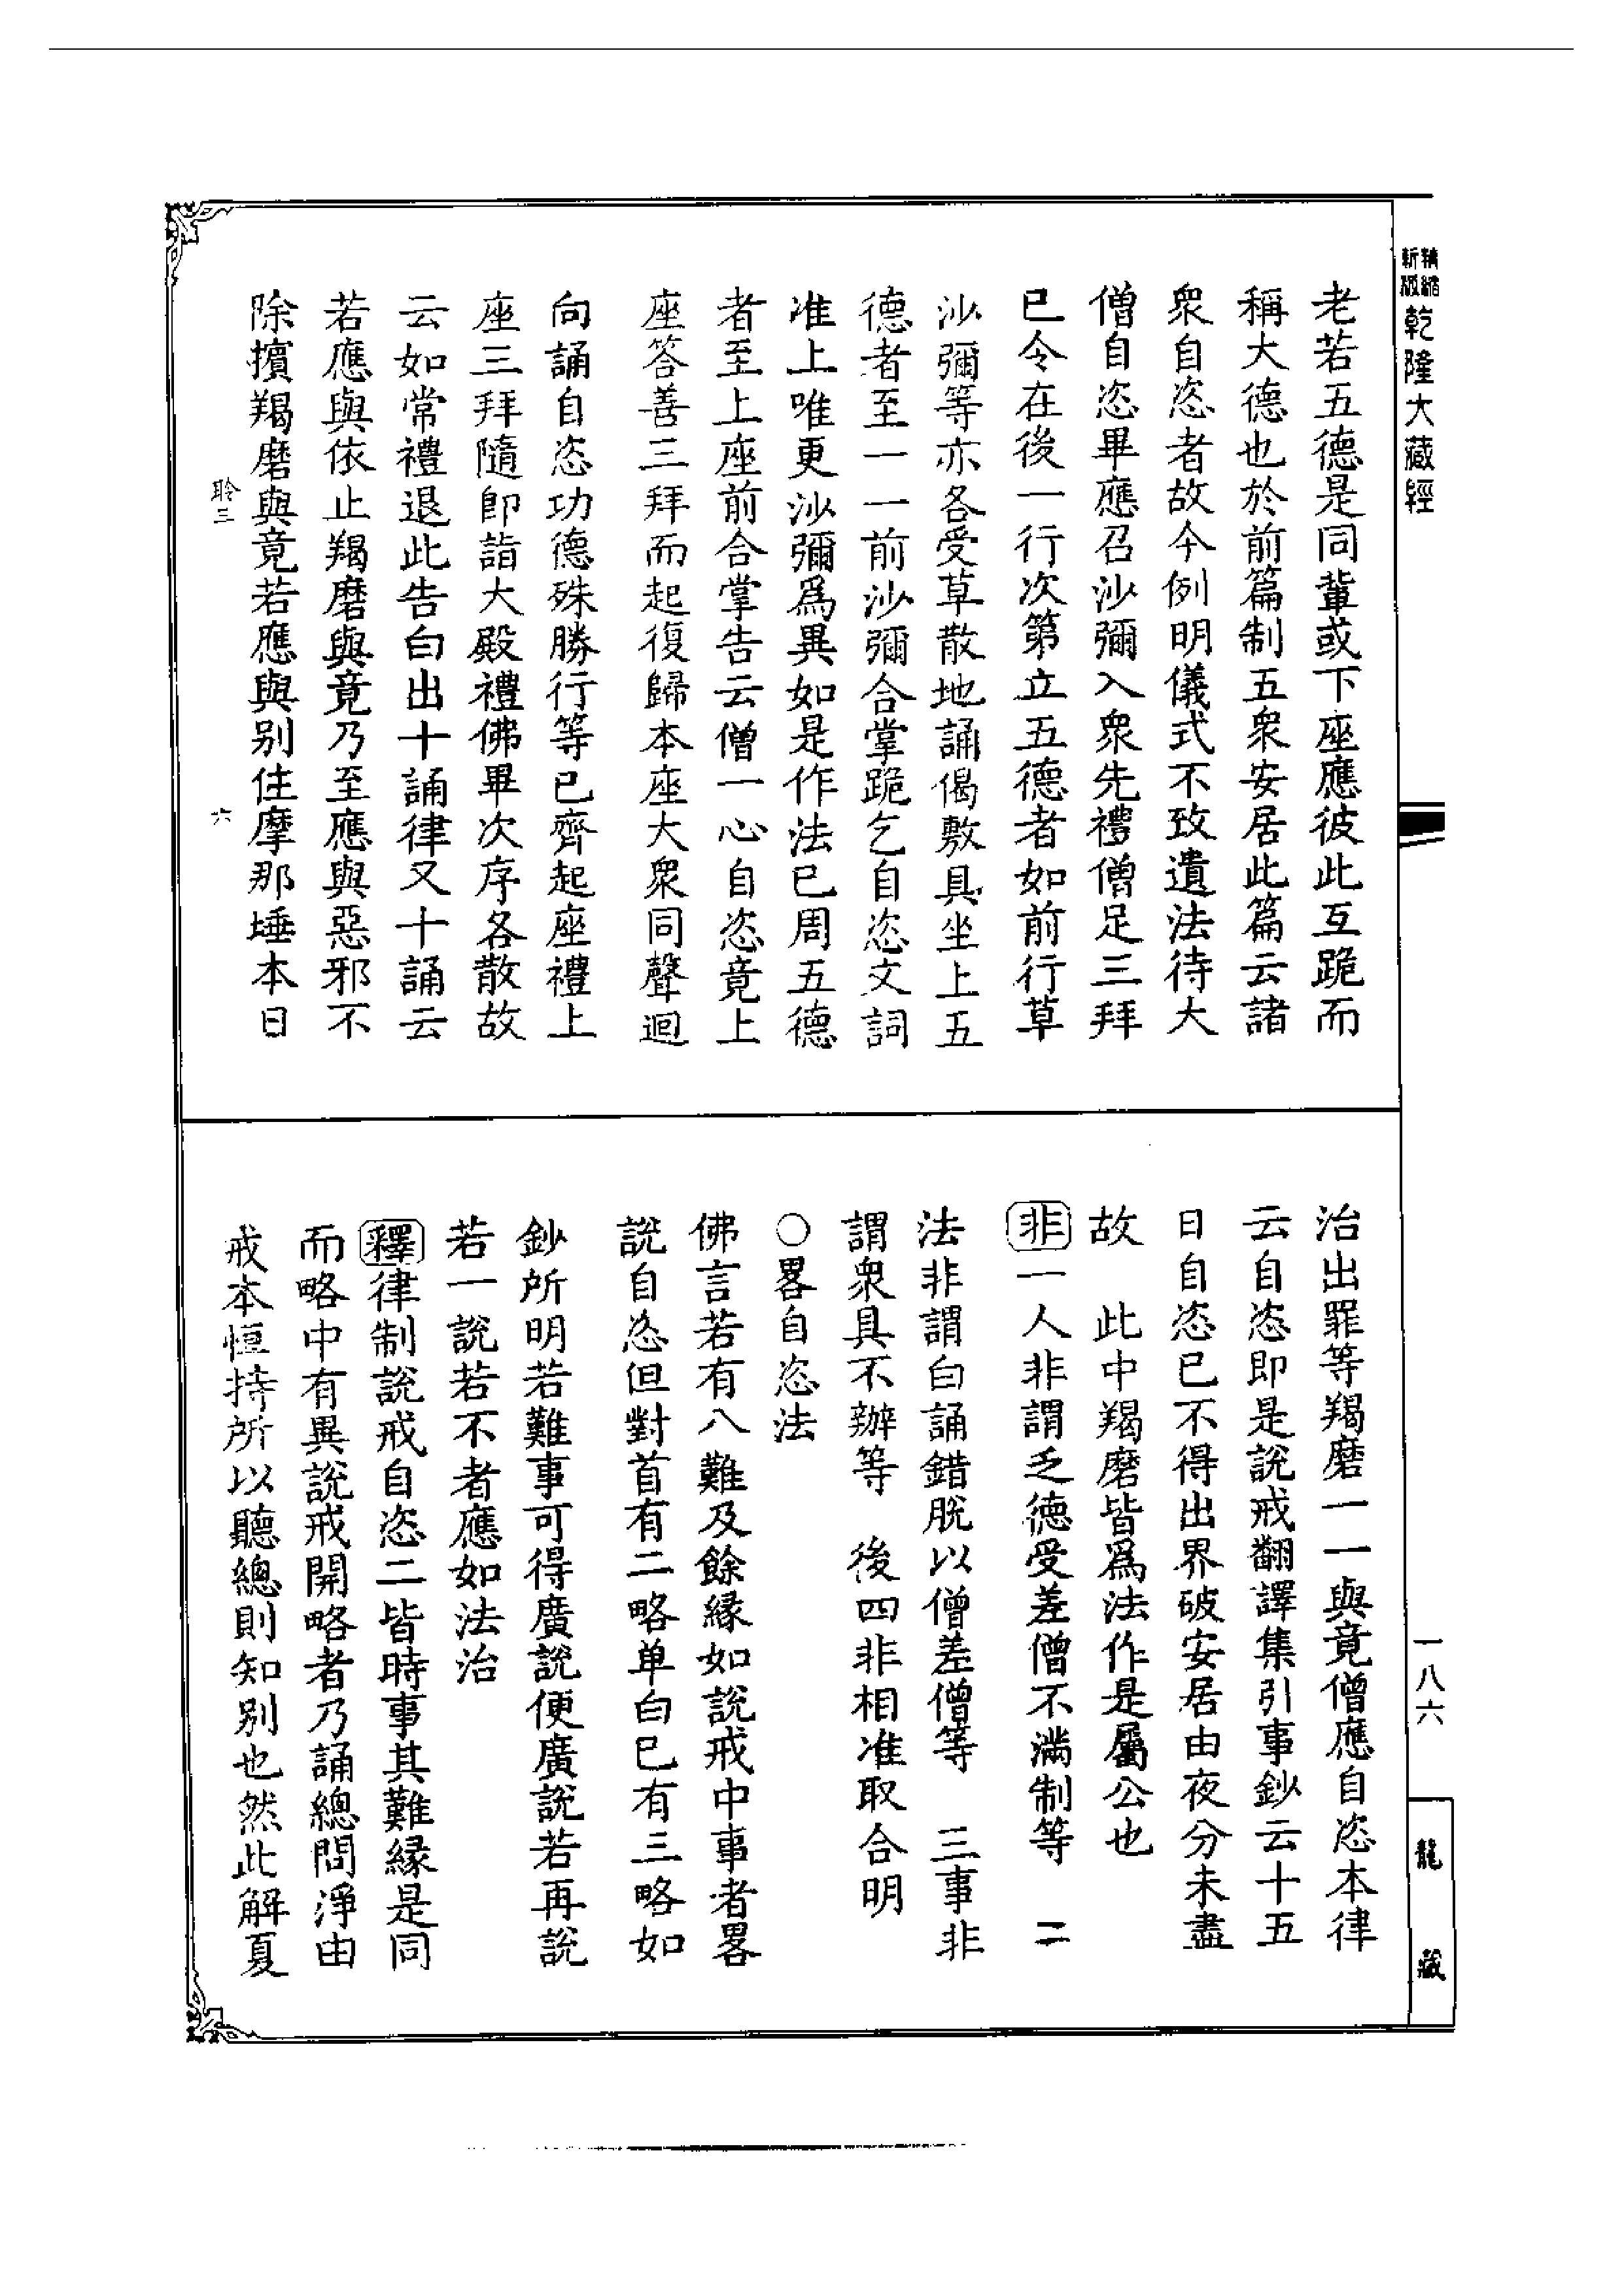 精縮新版乾隆大藏經
老若五德是同輩或下座應彼此互跪而
稱大德也於前篇制五衆安居此篇云諸
衆自恣者故今例明儀式不致遺法待大
僧自恣畢應召沙彌入衆先禮僧足三拜
已令在後一行次第立五德者如前行草
沙彌等亦各受草散地誦偈敷具坐上五
德者至一一前沙彌合掌跪乞自恣文詞
准上唯更沙彌爲異如是作法已周五德
者至上座前合掌告云僧一心自恣竟上
座答善三拜而起復歸本座大衆同聲迴
向誦自恣功德殊勝行等已齊起座禮上
座三拜隨卽詣大殿禮佛畢次序各散故
云如常禮退此告白出十誦律又十誦云
若應與依止羯磨與竟乃至應與惡邪不
除擯羯磨與竟若應與別住摩那埵本日
聆三
六
治出罪等羯磨一一與竟僧應自恣本律
云自恣即是說戒翻譯集引事鈔云十五
日自恣已不得出界破安居由夜分未盡
故　此中羯磨皆爲法作是屬公也
非一人非謂乏德受差僧不滿制等　二
法非謂白誦錯脫以僧差僧等　三事非
謂衆具不辦等　後四非相准取合明
○畧自恣法
佛言若有八難及餘緣如說戒中事者畧
說自恣但對首有二略单白已有三略如
鈔所明若難事可得廣說便廣說若再說
若一說若不者應如法治
釋律制說戒自恣二皆時事其難緣是同
而略中有異說戒開略者乃誦總問淨由
戒本恒持所以聽總則知別也然此解夏
一八六
龍藏